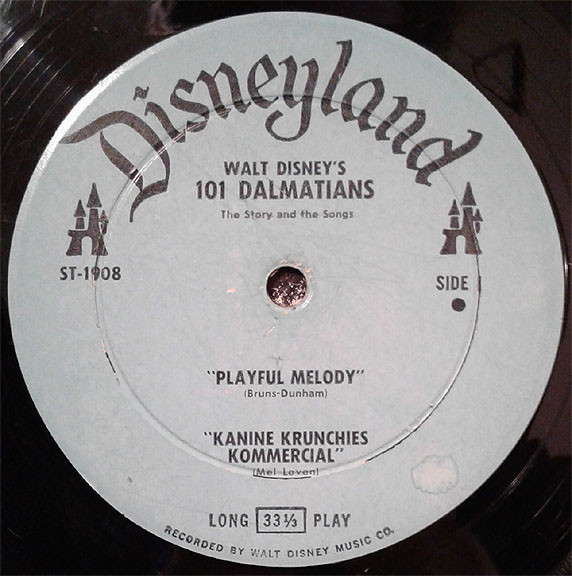 Disneyland
WALT DISNEY'S
101 DALMATIANS
The Story and the Songs
ST-1908
SIDE 1
"PLAYFUL MELODY"
(Bruns-Dunham)
"KANINE KRUNCHIES
KOMMERCIAL"
(Mel Leven)
LONG 33⅓ PLAY
RECORDED BY WALT DISNEY MUSIC CO.